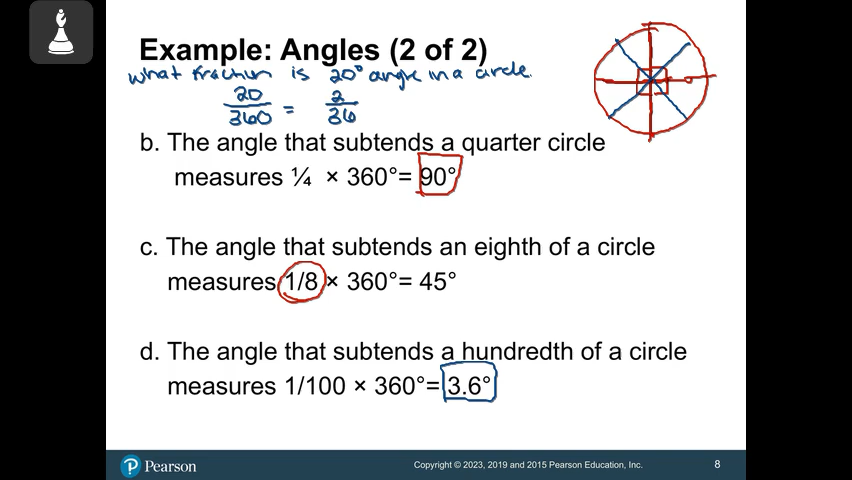 Example: Angles (2 of 2)
what fraction is 20° angle in a circle.
20/360 = 2/36
b. The angle that subtends a quarter circle
measures ¼ × 360°= 90°
c. The angle that subtends an eighth of a circle
measures 1/8 × 360°= 45°
d. The angle that subtends a hundredth of a circle
measures 1/100 × 360°= 3.6°
Pearson
Copyright © 2023, 2019 and 2015 Pearson Education, Inc.
8